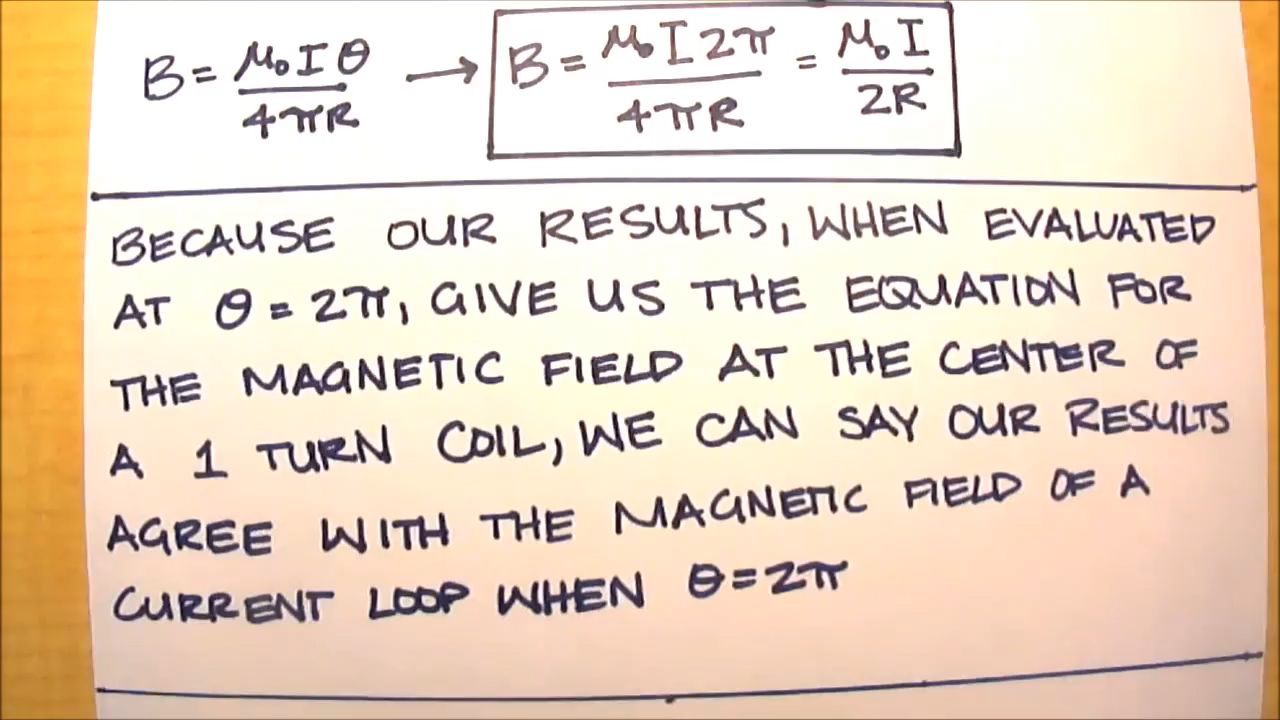 B = μ₀Iθ/4πR → B = μ₀I2π/4πR = μ₀I/2R
BECAUSE OUR RESULTS, WHEN EVALUATED
AT θ = 2π, GIVE US THE EQUATION FOR
THE MAGNETIC FIELD AT THE CENTER OF
A 1 TURN COIL, WE CAN SAY OUR RESULTS
AGREE WITH THE MAGNETIC FIELD OF A
CURRENT LOOP WHEN θ = 2π